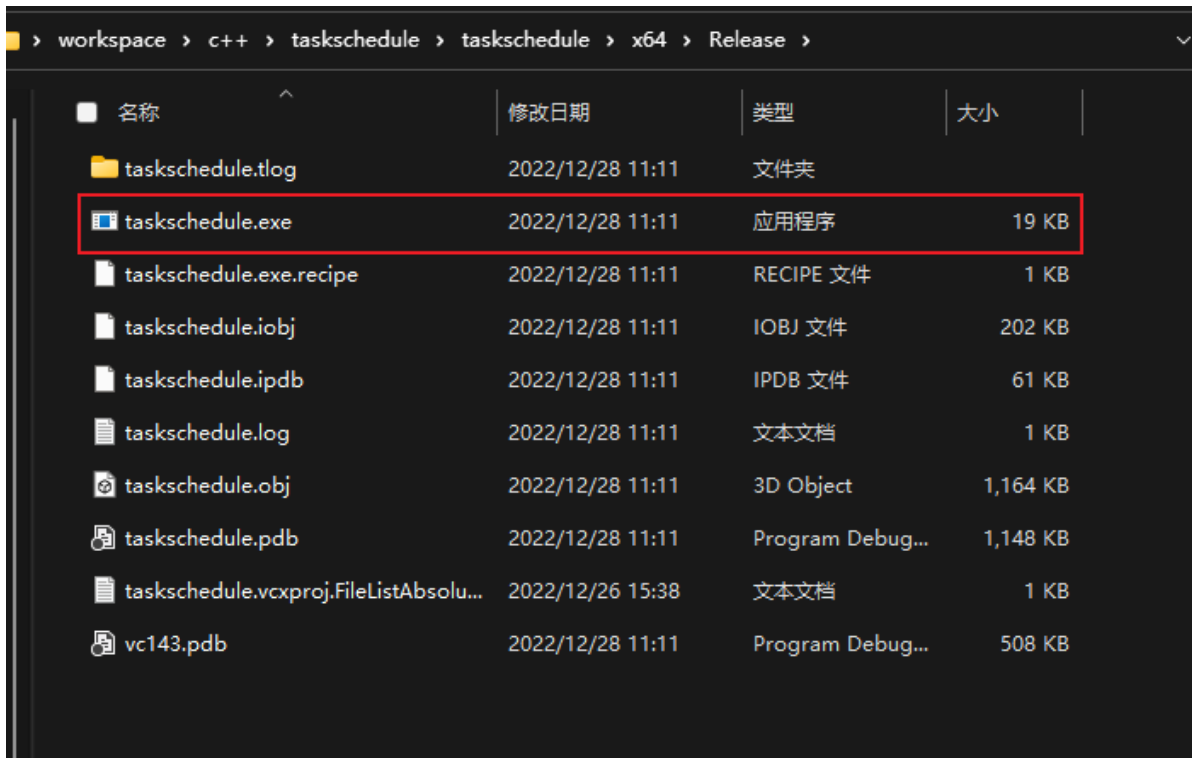 workspace > c++ > taskschedule > taskschedule > x64 > Release >
名称 修改日期 类型 大小
taskschedule.tlog 2022/12/28 11:11 文件夹
taskschedule.exe 2022/12/28 11:11 应用程序 19 KB
taskschedule.exe.recipe 2022/12/28 11:11 RECIPE 文件 1 KB
taskschedule.iobj 2022/12/28 11:11 IOBJ 文件 202 KB
taskschedule.ipdb 2022/12/28 11:11 IPDB 文件 61 KB
taskschedule.log 2022/12/28 11:11 文本文档 1 KB
taskschedule.obj 2022/12/28 11:11 3D Object 1,164 KB
taskschedule.pdb 2022/12/28 11:11 Program Debug... 1,148 KB
taskschedule.vcxproj.FileListAbsolu... 2022/12/26 15:38 文本文档 1 KB
vc143.pdb 2022/12/28 11:11 Program Debug... 508 KB